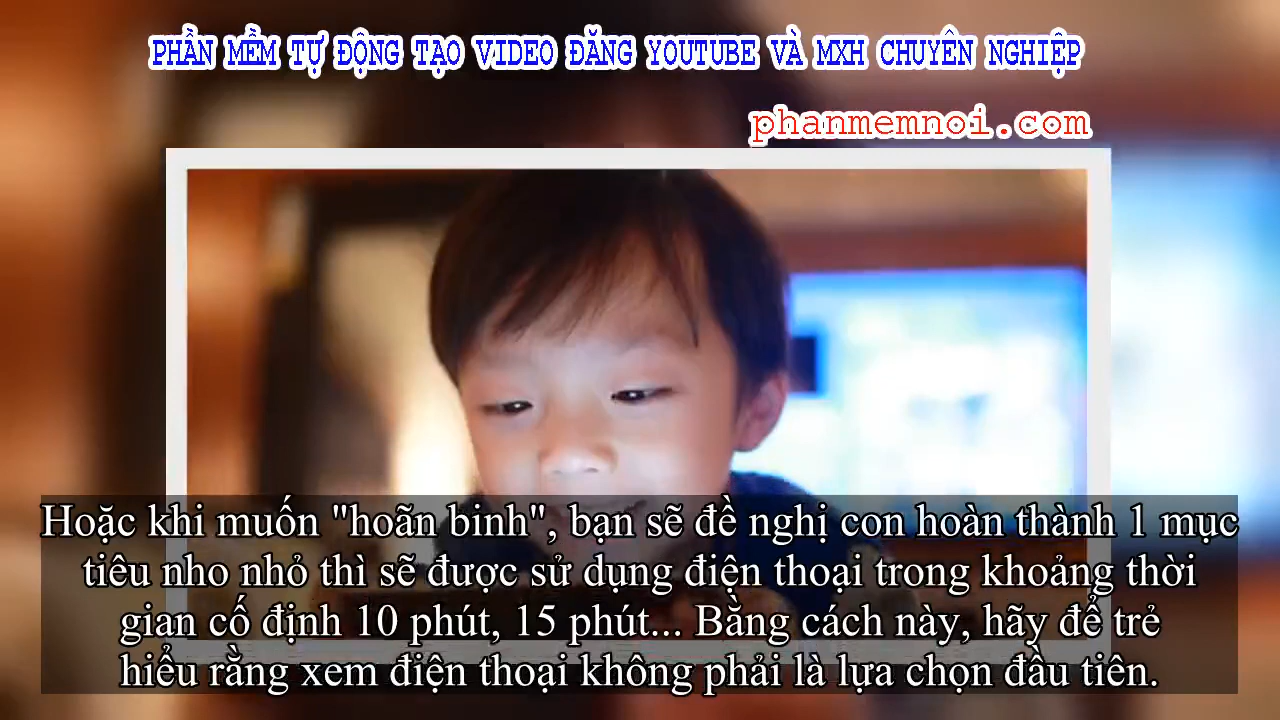 PHẦN MỀM TỰ ĐỘNG TẠO VIDEO ĐĂNG YOUTUBE VÀ MXH CHUYÊN NGHIỆP
phanmemnoi.com
Hoặc khi muốn "hoãn binh", bạn sẽ đề nghị con hoàn thành 1 mục
tiêu nho nhỏ thì sẽ được sử dụng điện thoại trong khoảng thời
gian cố định 10 phút, 15 phút... Bằng cách này, hãy để trẻ
hiểu rằng xem điện thoại không phải là lựa chọn đầu tiên.